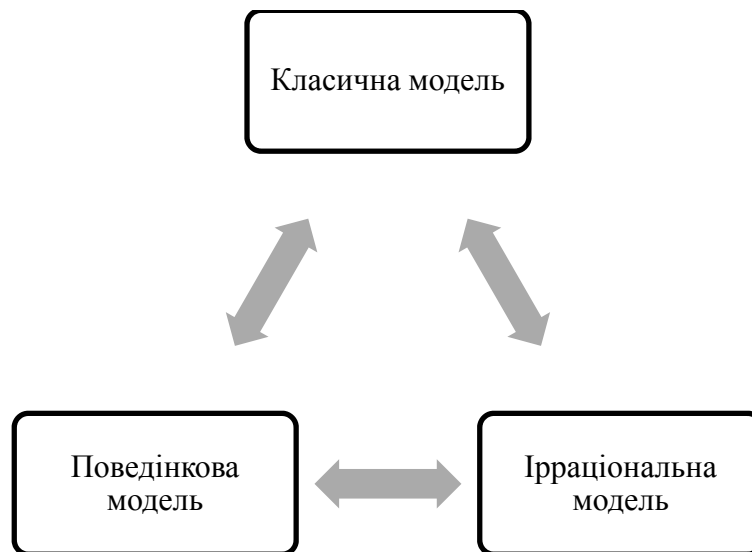 Класична модель
Поведінкова
модель
Ірраціональна
модель